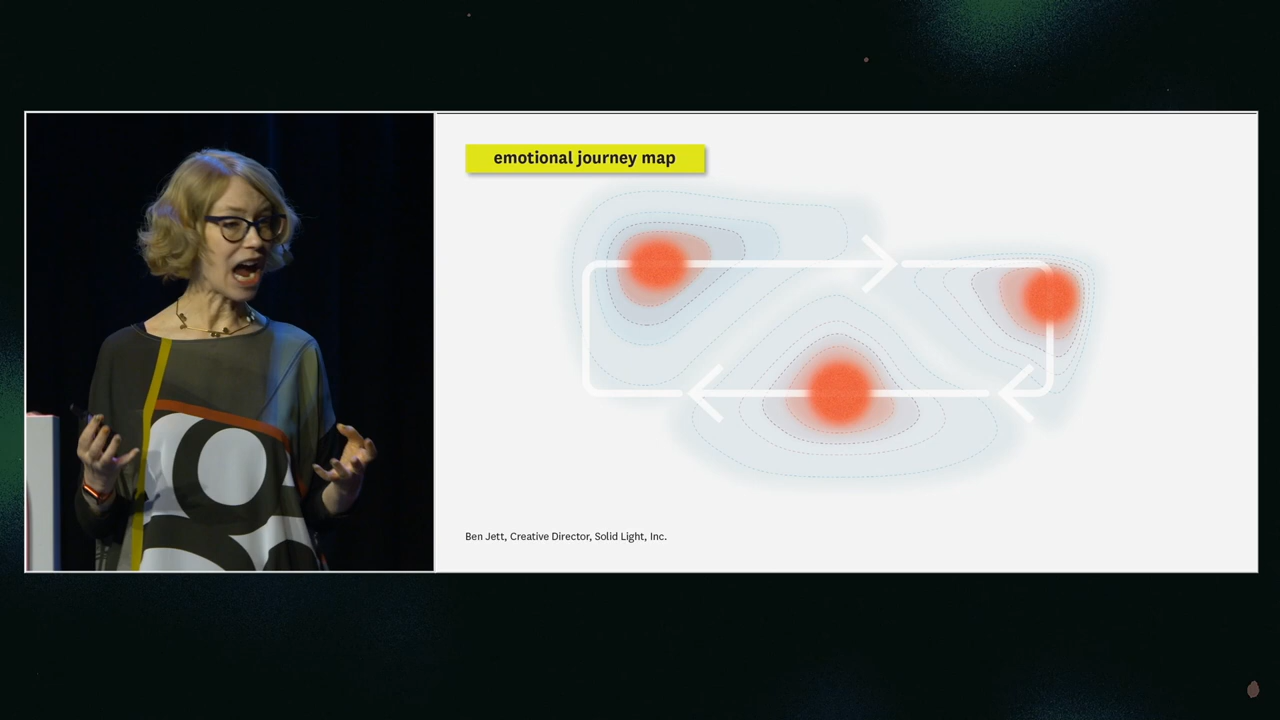 emotional journey map
Ben Jett, Creative Director, Solid Light, Inc.